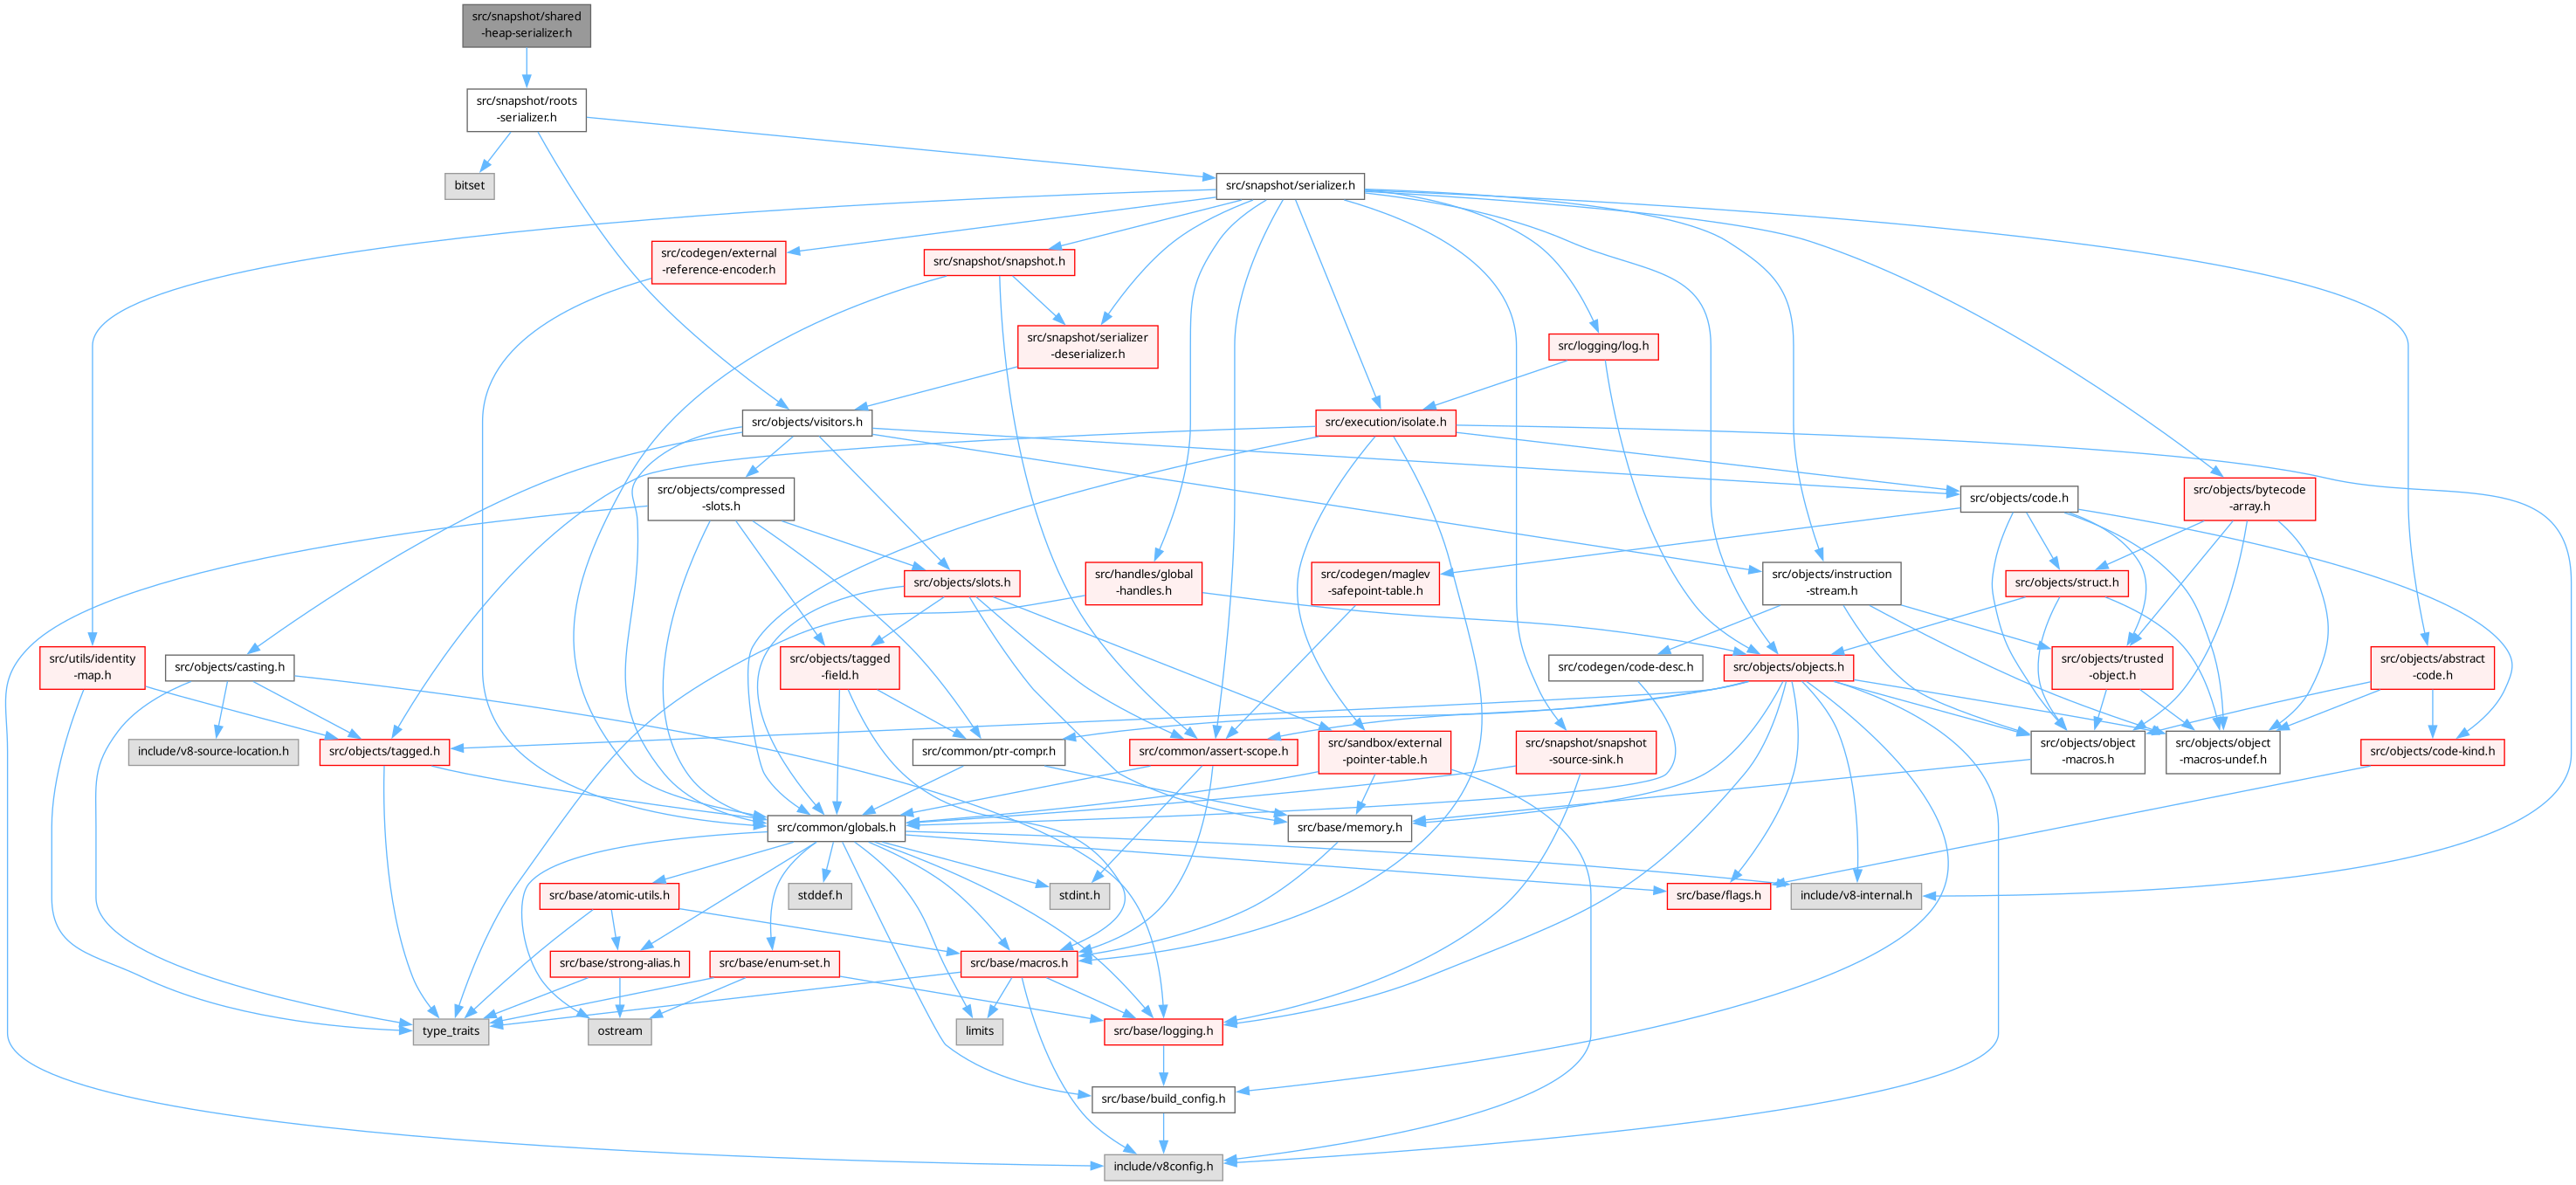 src/snapshot/shared
-heap-serializer.h
src/snapshot/roots
-serializer.h
bitset
src/snapshot/serializer.h
src/codegen/external
-reference-encoder.h
src/snapshot/snapshot.h
src/snapshot/serializer
-deserializer.h
src/logging/log.h
src/objects/visitors.h
src/execution/isolate.h
src/objects/compressed
-slots.h
src/objects/code.h
src/objects/bytecode
-array.h
src/objects/slots.h
src/handles/global
-handles.h
src/codegen/maglev
-safepoint-table.h
src/objects/instruction
-stream.h
src/objects/struct.h
src/utils/identity
-map.h
src/objects/casting.h
src/objects/tagged
-field.h
src/codegen/code-desc.h
src/objects/objects.h
src/objects/trusted
-object.h
src/objects/abstract
-code.h
include/v8-source-location.h
src/objects/tagged.h
src/common/ptr-compr.h
src/common/assert-scope.h
src/sandbox/external
-pointer-table.h
src/snapshot/snapshot
-source-sink.h
src/objects/object
-macros.h
src/objects/object
-macros-undef.h
src/objects/code-kind.h
src/common/globals.h
src/base/memory.h
src/base/atomic-utils.h
stddef.h
stdint.h
src/base/flags.h
include/v8-internal.h
src/base/strong-alias.h
src/base/enum-set.h
src/base/macros.h
type_traits
ostream
limits
src/base/logging.h
src/base/build_config.h
include/v8config.h